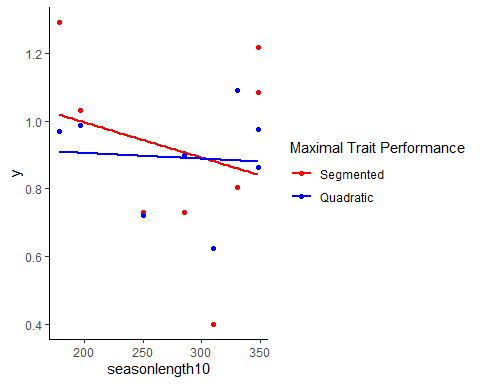 1.2
1.0
0.8
0.6
0.4
y
200
250
300
350
seasonlength10
Maximal Trait Performance
Segmented
Quadratic